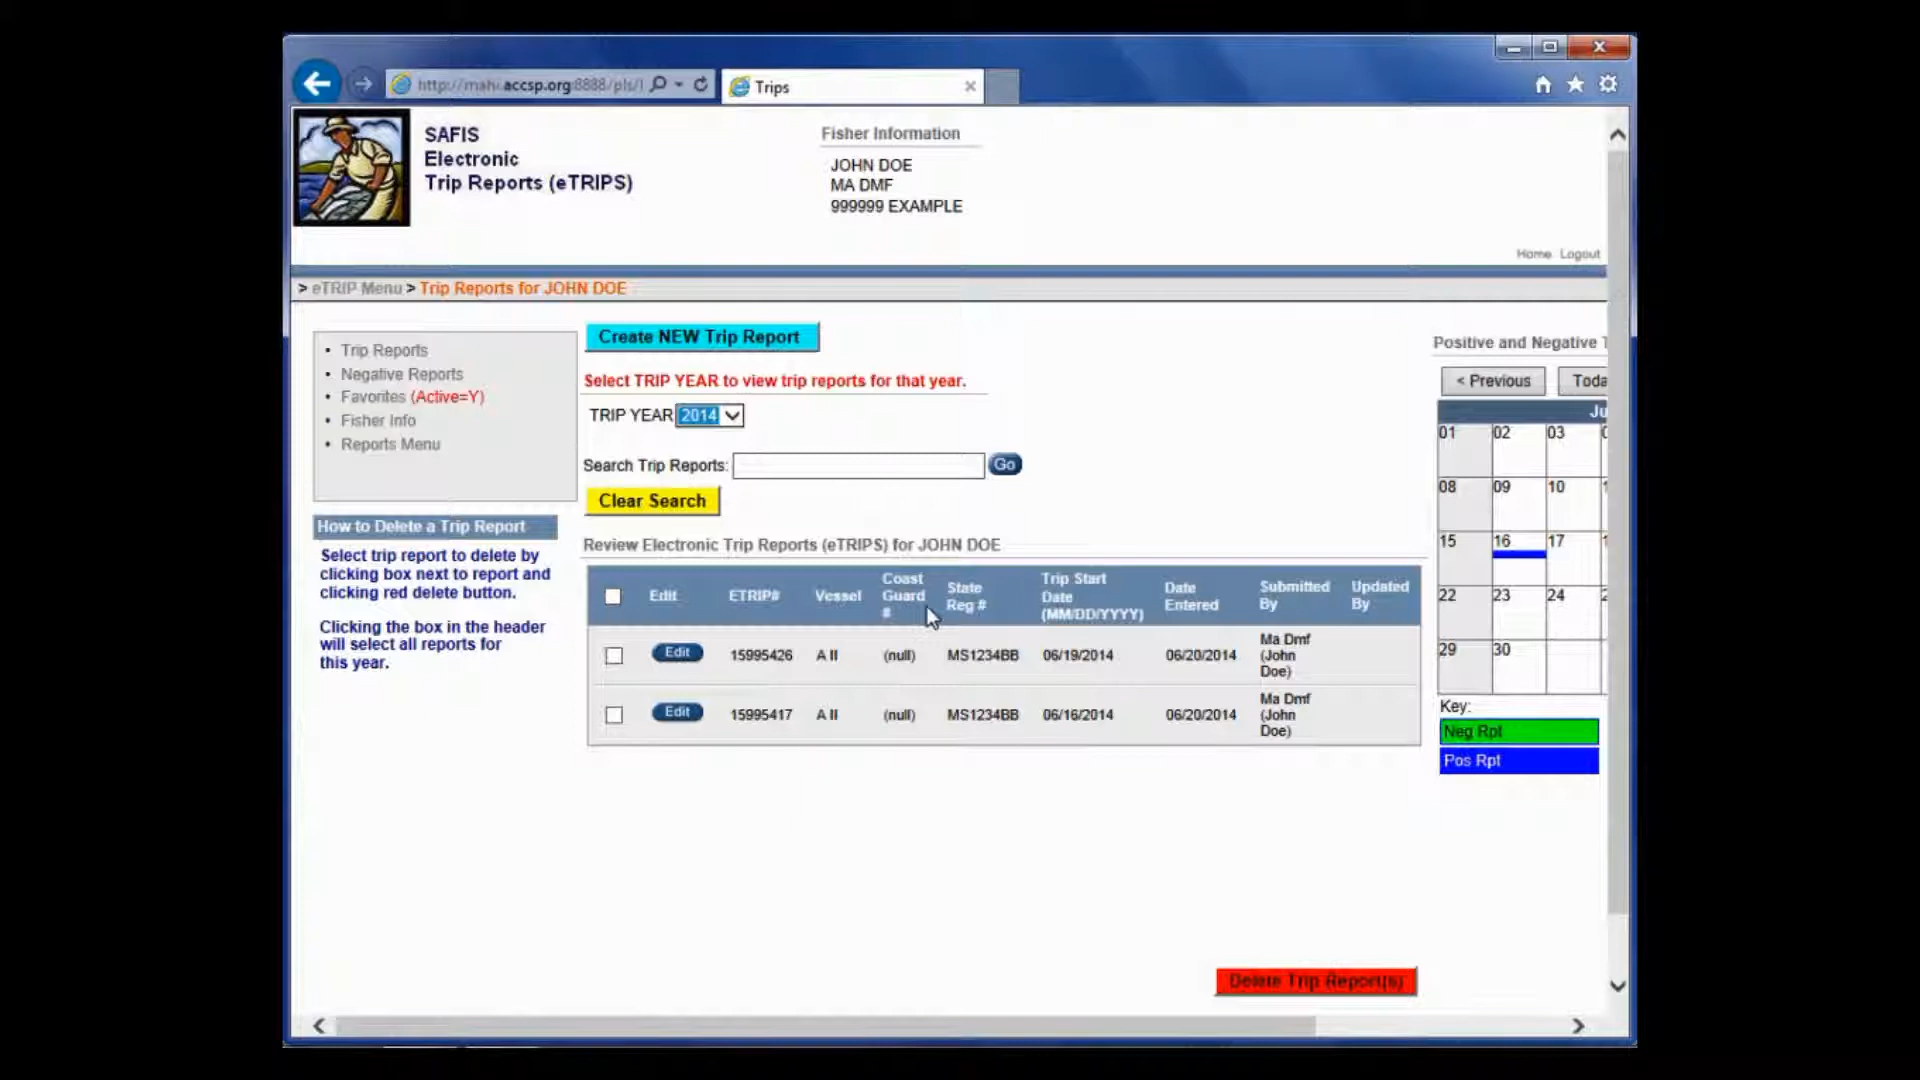 http://mahi.accsp.org:8888/pls/
Trips
SAFIS
Electronic
Trip Reports (eTRIPS)
Fisher Information
JOHN DOE
MA DMF
999999 EXAMPLE
Home Logout
> eTRIP Menu > Trip Reports for JOHN DOE
• Trip Reports
• Negative Reports
• Favorites (Active=Y)
• Fisher Info
• Reports Menu
How to Delete a Trip Report
Select trip report to delete by
clicking box next to report and
clicking red delete button.
Clicking the box in the header
will select all reports for
this year.
Create NEW Trip Report
Select TRIP YEAR to view trip reports for that year.
TRIP YEAR 2014
Search Trip Reports: Go
Clear Search
Review Electronic Trip Reports (eTRIPS) for JOHN DOE
Edit ETRIP# Vessel Coast Guard # State Reg # Trip Start Date (MM/DD/YYYY) Date Entered Submitted By Updated By
Edit 15995426 A II (null) MS1234BB 06/19/2014 06/20/2014 Ma Dmf (John Doe)
Edit 15995417 A II (null) MS1234BB 06/16/2014 06/20/2014 Ma Dmf (John Doe)
Delete Trip Report(s)
Positive and Negative
< Previous Toda
Ju
01 02 03
08 09 10
15 16 17
22 23 24
29 30
Key:
Neg Rpt
Pos Rpt